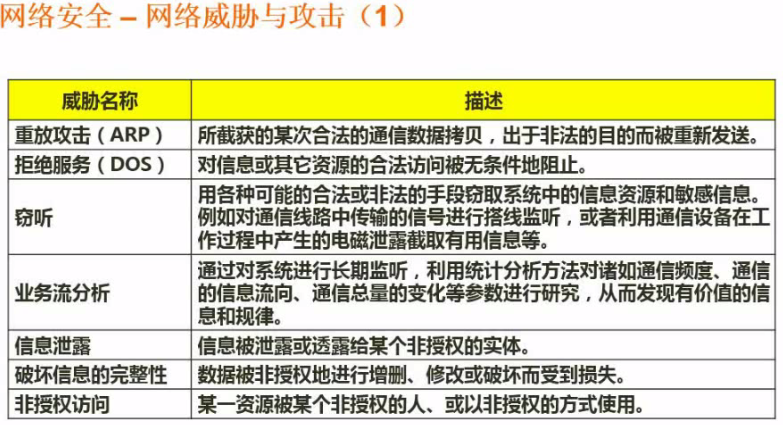 网络安全 – 网络威胁与攻击（1）
威胁名称 描述
重放攻击（ARP） 所截获的某次合法的通信数据拷贝，出于非法的目的而被重新发送。
拒绝服务（DOS） 对信息或其它资源的合法访问被无条件地阻止。
窃听 用各种可能的合法或非法的手段窃取系统中的信息资源和敏感信息。
例如对通信线路中传输的信号进行搭线监听，或者利用通信设备在工
作过程中产生的电磁泄露截取有用信息等。
业务流分析 通过对系统进行长期监听，利用统计分析方法对诸如通信频度、通信
的信息流向、通信总量的变化等参数进行研究，从而发现有价值的信
息和规律。
信息泄露 信息被泄露或透露给某个非授权的实体。
破坏信息的完整性 数据被非授权地进行增删、修改或破坏而受到损失。
非授权访问 某一资源被某个非授权的人、或以非授权的方式使用。